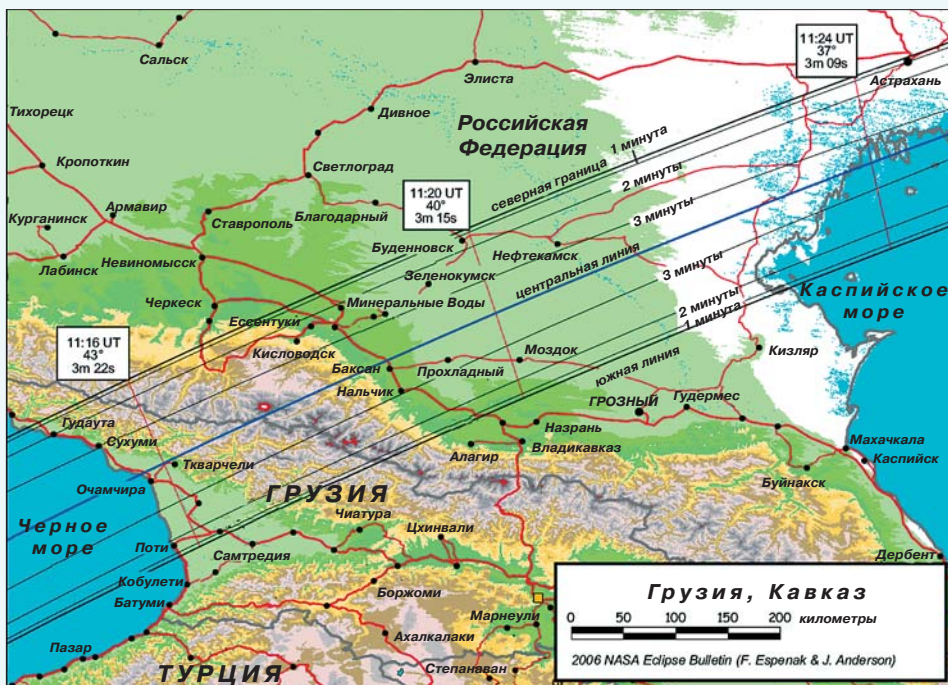 Сальск
Элиста
11:24 UT
37°
3m 09s
Астрахань
Тихорецк
Дивное
Российская
Федерация
северная граница 1 минута
2 минуты
3 минуты
Кропоткин
Светлоград
11:20 UT
40°
3m 15s
Армавир
Курганинск
Ставрополь
Благодарный
Буденновск
Нефтекамск
Лабинск
Невиномысск
Зеленокумск
центральная линия
3 минуты
2 минуты
1 минута
Каспийское
море
Черкеск
Минеральные Воды
Ессентуки
11:16 UT
43°
3m 22s
Кисловодск
Моздок
Кизляр
Баксан
Прохладный
южная линия
Нальчик
ГРОЗНЫЙ
Гудермес
Гудаута
Сухуми
Назрань
Владикавказ
Алагир
Махачкала
Каспийск
Ткварчели
Буйнакск
Очамчира
ГРУЗИЯ
Черное
море
Чиатура
Цхинвали
Поти
Самтредия
Дербент
Кобулети
Боржоми
Батуми
Марнеули
Пазар
Ахалкалаки
ТУРЦИЯ
Степанаван
Грузия, Кавказ
0 50 100 150 200 километры
2006 NASA Eclipse Bulletin (F. Espenak & J. Anderson)